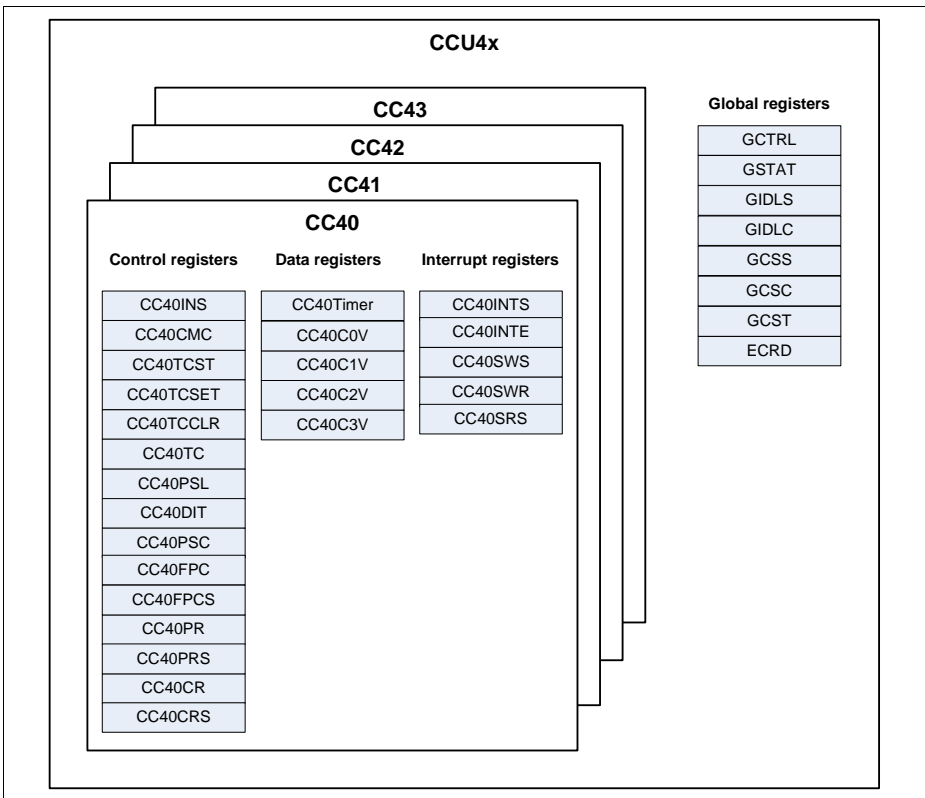 CCU4x
CC43
CC42
CC41
CC40
Control registers
CC40INS
CC40CMC
CC40TCST
CC40TCSET
CC40TCCLR
CC40TC
CC40PSL
CC40DIT
CC40PSC
CC40FPC
CC40FPCS
CC40PR
CC40PRS
CC40CR
CC40CRS
Data registers
CC40Timer
CC40C0V
CC40C1V
CC40C2V
CC40C3V
Interrupt registers
CC40INTS
CC40INTE
CC40SWS
CC40SWR
CC40SRS
Global registers
GCTRL
GSTAT
GIDLS
GIDLC
GCSS
GCSC
GCST
ECRD